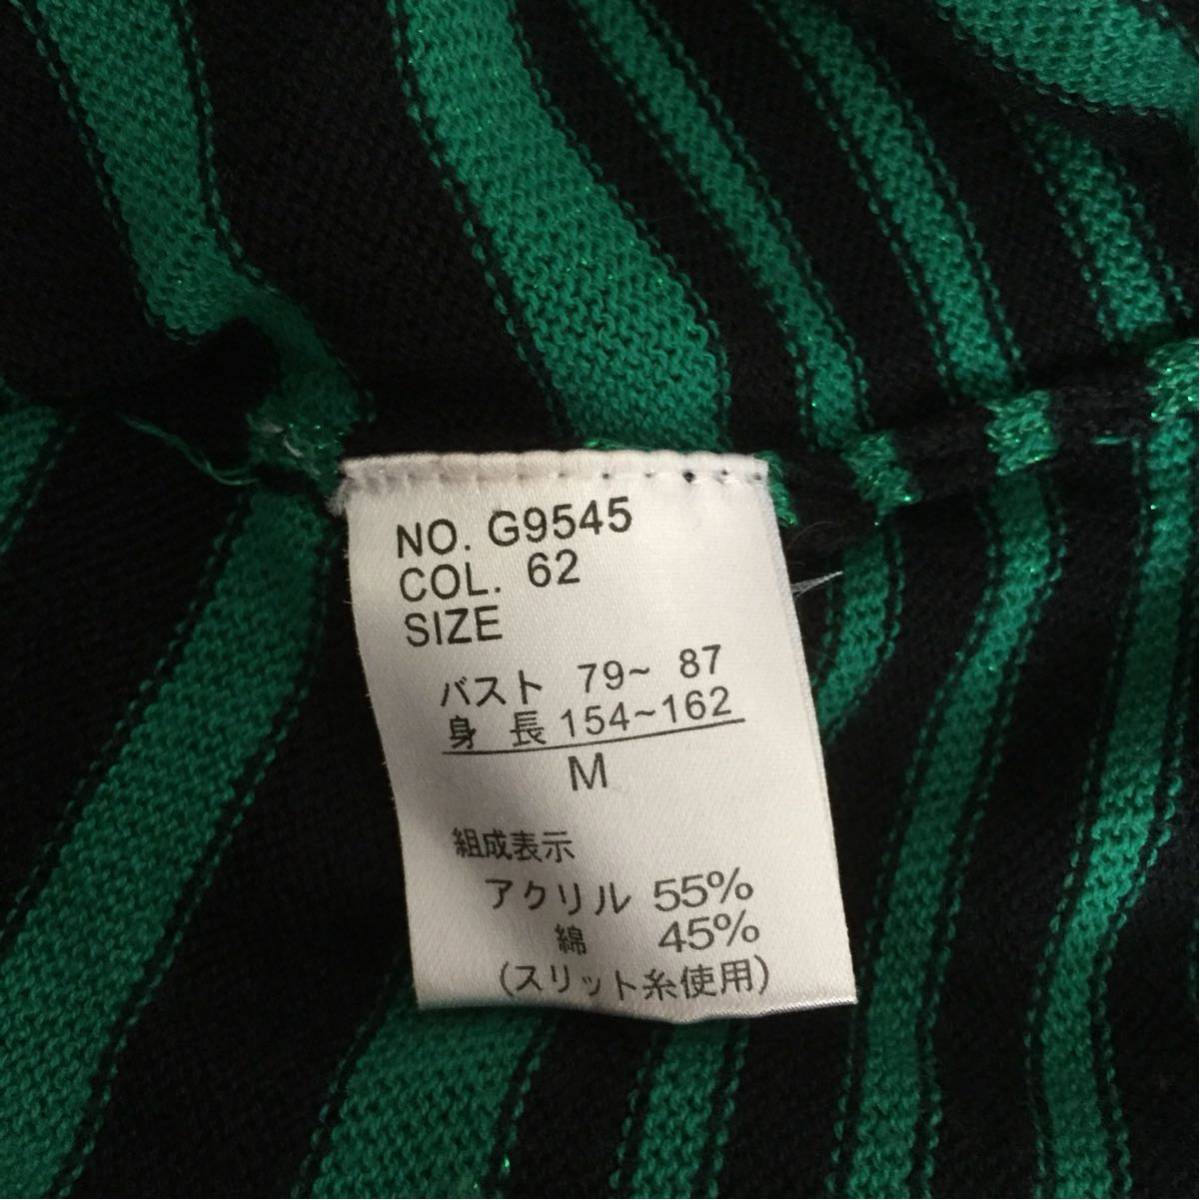 NO. G9545
COL. 62
SIZE
バスト 79~ 87
身 長 154~162
M
組成表示
アクリル 55%
綿 45%
(スリット糸使用)